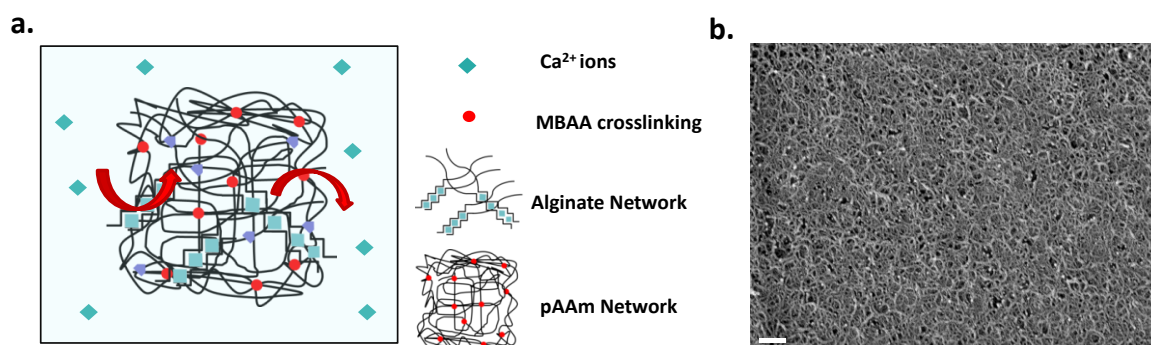 a.
b.
Ca²⁺ ions
MBAA crosslinking
Alginate Network
pAAm Network